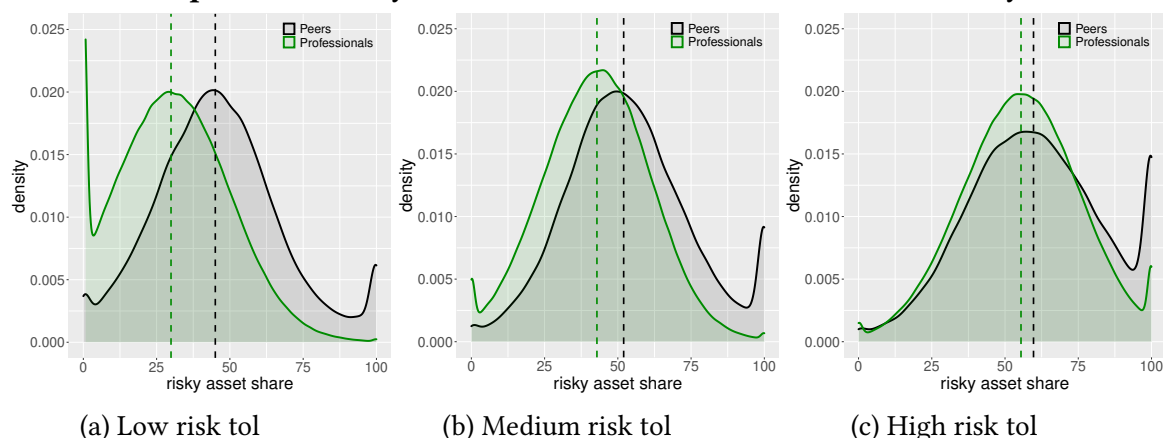 0.025
0.020
0.015
0.010
0.005
0.000
density
0 25 50 75 100
risky asset share
Peers
Professionals
(a) Low risk tol
0.025
0.020
0.015
0.010
0.005
0.000
density
0 25 50 75 100
risky asset share
Peers
Professionals
(b) Medium risk tol
0.025
0.020
0.015
0.010
0.005
0.000
density
0 25 50 75 100
risky asset share
Peers
Professionals
(c) High risk tol